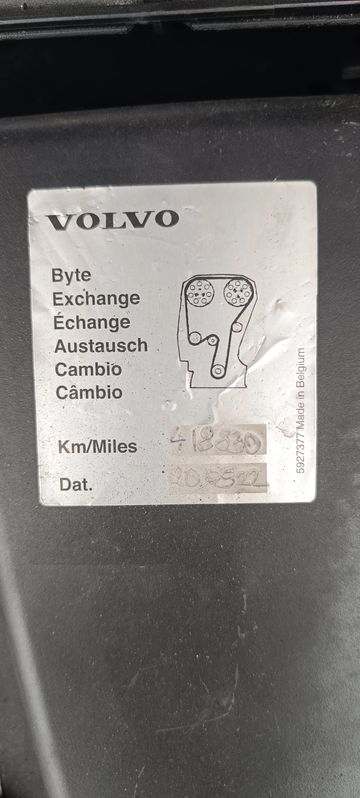 VOLVO
Byte
Exchange
Échange
Austausch
Cambio
Câmbio
Km/Miles 418830
Dat.
5927377 Made in Belgium